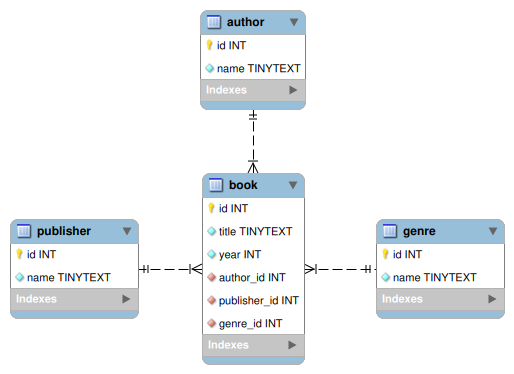 author
id INT
name TINYTEXT
Indexes
book
id INT
title TINYTEXT
year INT
author_id INT
publisher_id INT
genre_id INT
Indexes
publisher
id INT
name TINYTEXT
Indexes
genre
id INT
name TINYTEXT
Indexes